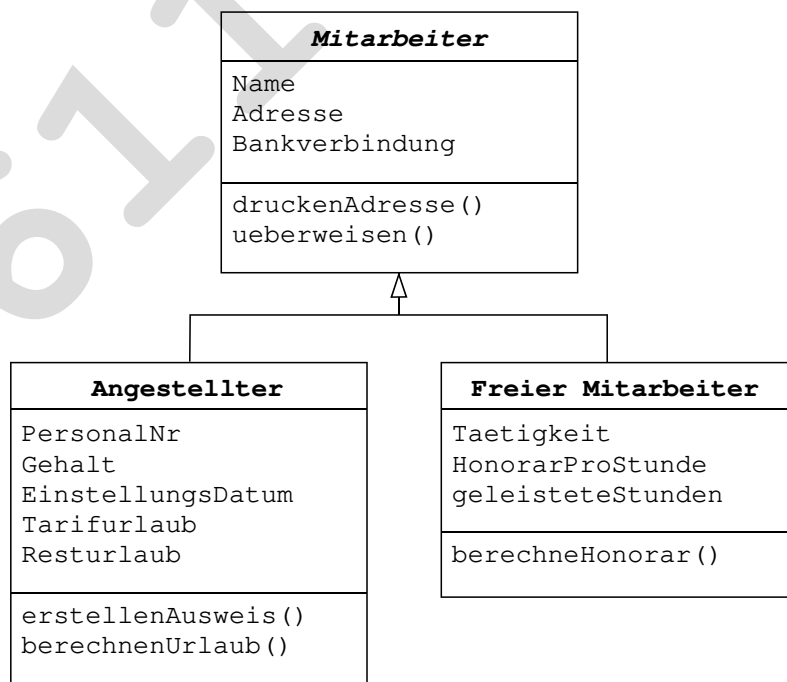 Mitarbeiter
Name
Adresse
Bankverbindung
druckenAdresse()
ueberweisen()
Angestellter
PersonalNr
Gehalt
EinstellungsDatum
Tarifurlaub
Resturlaub
erstellenAusweis()
berechnenUrlaub()
Freier Mitarbeiter
Taetigkeit
HonorarProStunde
geleisteteStunden
berechneHonorar()